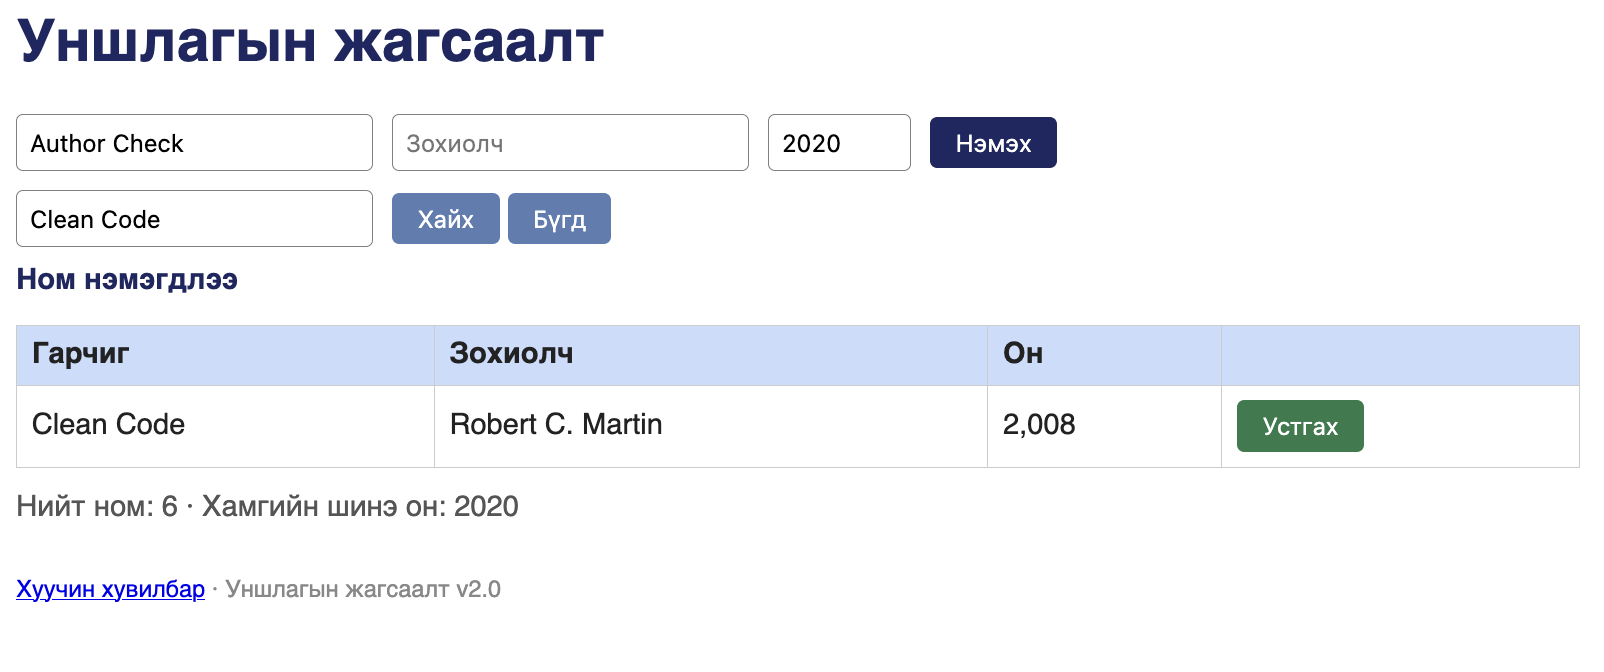 Уншлагын жагсаалт
Author Check Зохиолч 2020 Нэмэх
Clean Code Хайх Бүгд
Ном нэмэгдлээ
Гарчиг Зохиолч Он
Clean Code Robert C. Martin 2,008 Устгах
Нийт ном: 6 · Хамгийн шинэ он: 2020
Хуучин хувилбар · Уншлагын жагсаалт v2.0